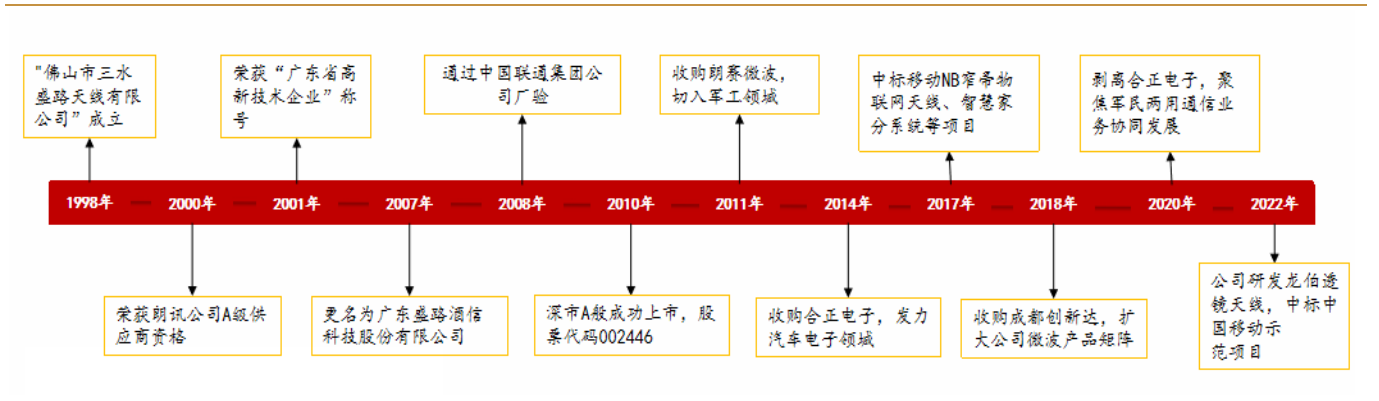 "佛山市三水
盛路天线有限
公司”成立
荣获“广东省高
新技术企业”称
号
通过中国联通集团公
司厂验
收购朗赛微波，
切入军工领域
中标移动NB窄带物
联网天线、智慧家
分系统等项目
剥离合正电子，聚
焦军民两用通信业
务协同发展
1998年
2000年
2001年
2007年
2008年
2010年
2011年
2014年
2017年
2018年
2020年
2022年
荣获朗讯公司A级供
应商资格
更名为广东盛路通信
科技股份有限公司
深市A股成功上市，股
票代码002446
收购合正电子，发力
汽车电子领域
收购成都创新达，扩
大公司微波产品矩阵
公司研发龙伯透
镜天线，中标中
国移动示
范项目